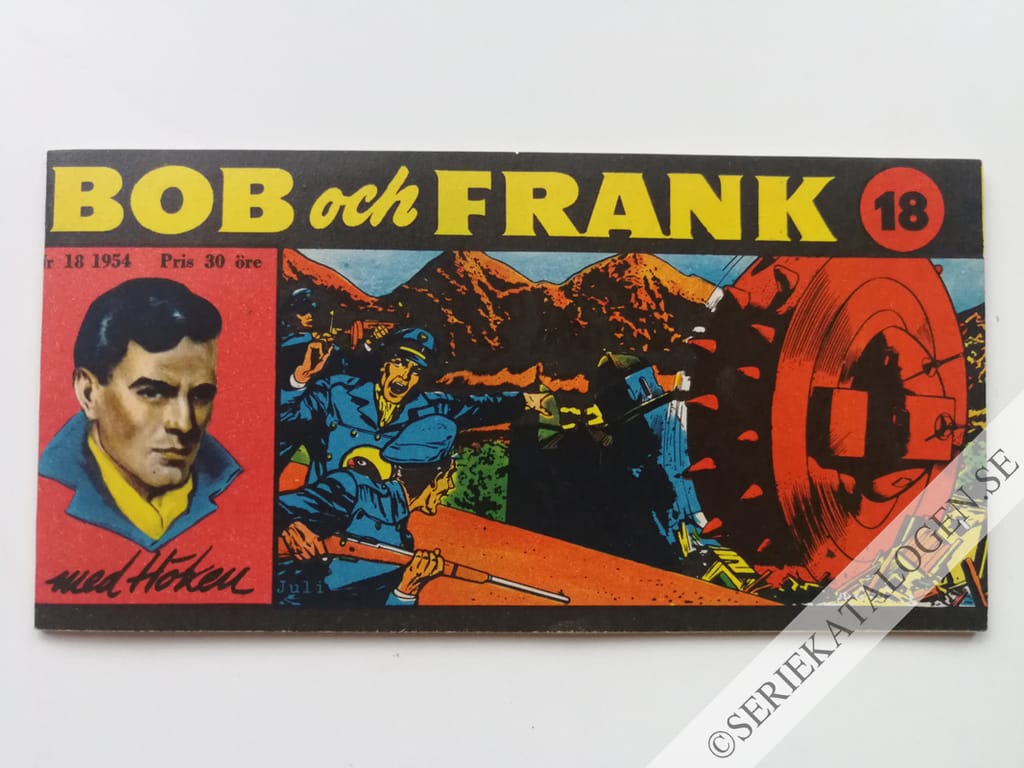 BOB och FRANK
18
r 18 1954 Pris 30 öre
med Höken
Juli
©SERIEKATALOGEN.SE